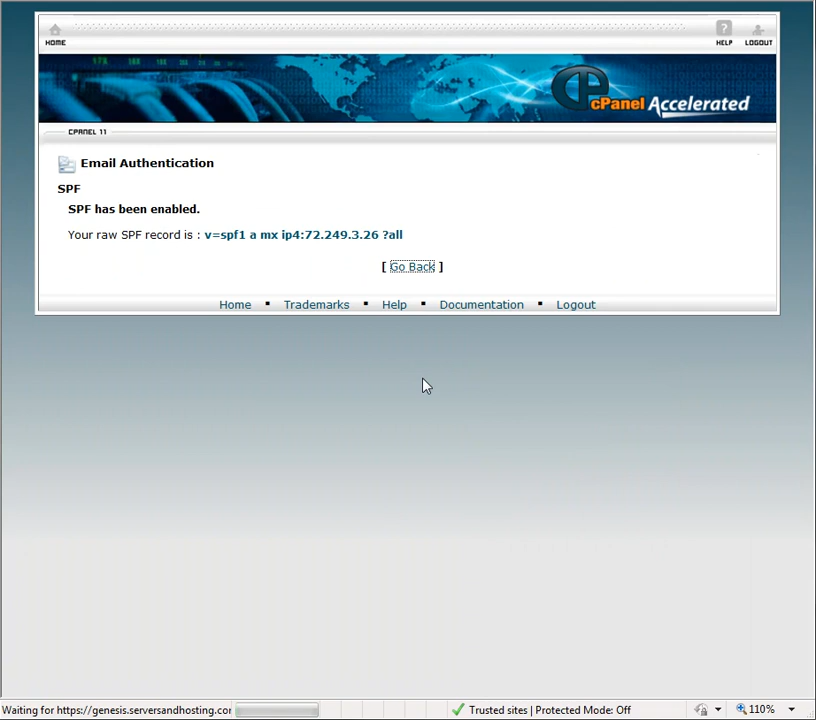 HOME
HELP
LOGOUT
cPanel Accelerated
CPANEL 11
Email Authentication
SPF
SPF has been enabled.
Your raw SPF record is : v=spf1 a mx ip4:72.249.3.26 ?all
[ Go Back ]
Home ▪ Trademarks ▪ Help ▪ Documentation ▪ Logout
Waiting for https://genesis.serversandhosting.cor
Trusted sites | Protected Mode: Off
110%